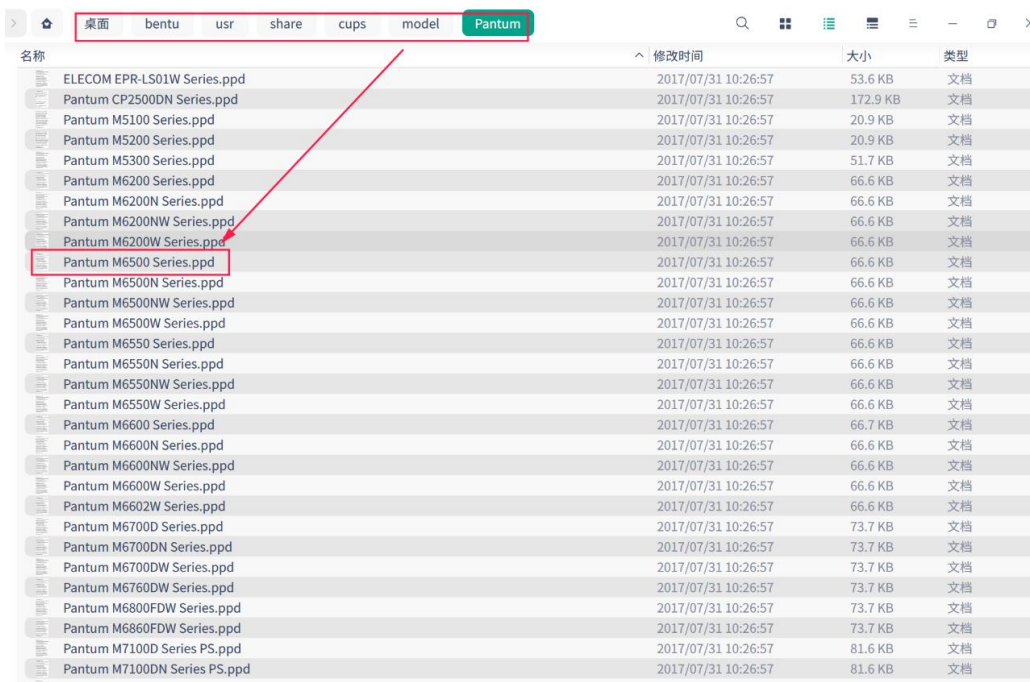 桌面 bentu usr share cups model Pantum
名称 修改时间 大小 类型
ELECOM EPR-LS01W Series.ppd 2017/07/31 10:26:57 53.6 KB 文档
Pantum CP2500DN Series.ppd 2017/07/31 10:26:57 172.9 KB 文档
Pantum M5100 Series.ppd 2017/07/31 10:26:57 20.9 KB 文档
Pantum M5200 Series.ppd 2017/07/31 10:26:57 20.9 KB 文档
Pantum M5300 Series.ppd 2017/07/31 10:26:57 51.7 KB 文档
Pantum M6200 Series.ppd 2017/07/31 10:26:57 66.6 KB 文档
Pantum M6200N Series.ppd 2017/07/31 10:26:57 66.6 KB 文档
Pantum M6200NW Series.ppd 2017/07/31 10:26:57 66.6 KB 文档
Pantum M6200W Series.ppd 2017/07/31 10:26:57 66.6 KB 文档
Pantum M6500 Series.ppd 2017/07/31 10:26:57 66.6 KB 文档
Pantum M6500N Series.ppd 2017/07/31 10:26:57 66.6 KB 文档
Pantum M6500NW Series.ppd 2017/07/31 10:26:57 66.6 KB 文档
Pantum M6500W Series.ppd 2017/07/31 10:26:57 66.6 KB 文档
Pantum M6550 Series.ppd 2017/07/31 10:26:57 66.6 KB 文档
Pantum M6550N Series.ppd 2017/07/31 10:26:57 66.6 KB 文档
Pantum M6550NW Series.ppd 2017/07/31 10:26:57 66.6 KB 文档
Pantum M6550W Series.ppd 2017/07/31 10:26:57 66.6 KB 文档
Pantum M6600 Series.ppd 2017/07/31 10:26:57 66.7 KB 文档
Pantum M6600N Series.ppd 2017/07/31 10:26:57 66.6 KB 文档
Pantum M6600NW Series.ppd 2017/07/31 10:26:57 66.6 KB 文档
Pantum M6600W Series.ppd 2017/07/31 10:26:57 66.6 KB 文档
Pantum M6602W Series.ppd 2017/07/31 10:26:57 66.6 KB 文档
Pantum M6700D Series.ppd 2017/07/31 10:26:57 73.7 KB 文档
Pantum M6700DN Series.ppd 2017/07/31 10:26:57 73.7 KB 文档
Pantum M6700DW Series.ppd 2017/07/31 10:26:57 73.7 KB 文档
Pantum M6760DW Series.ppd 2017/07/31 10:26:57 73.7 KB 文档
Pantum M6800FDW Series.ppd 2017/07/31 10:26:57 73.7 KB 文档
Pantum M6860FDW Series.ppd 2017/07/31 10:26:57 73.7 KB 文档
Pantum M7100D Series PS.ppd 2017/07/31 10:26:57 81.6 KB 文档
Pantum M7100DN Series PS.ppd 2017/07/31 10:26:57 81.6 KB 文档